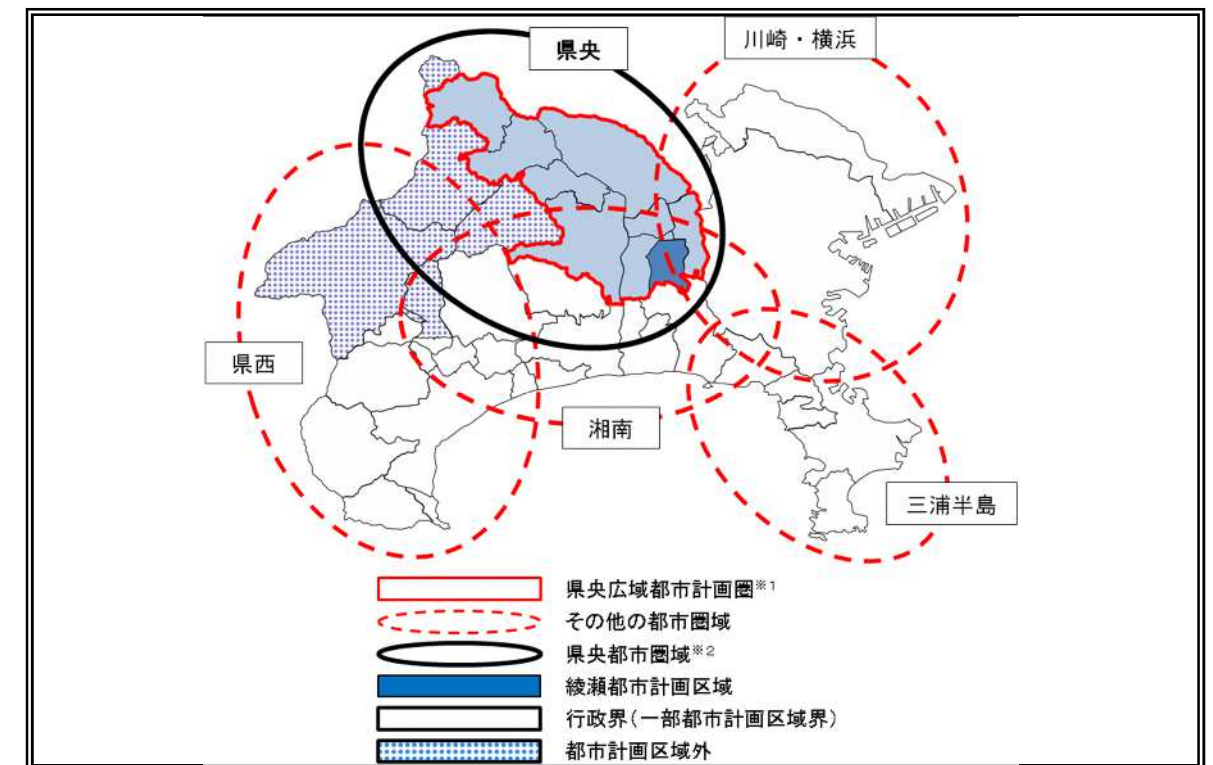 県央
川崎・横浜
県西
湘南
三浦半島
県央広域都市計画圏※1
その他の都市圏域
県央都市圏域※2
綾瀬都市計画区域
行政界(一部都市計画区域界)
都市計画区域外